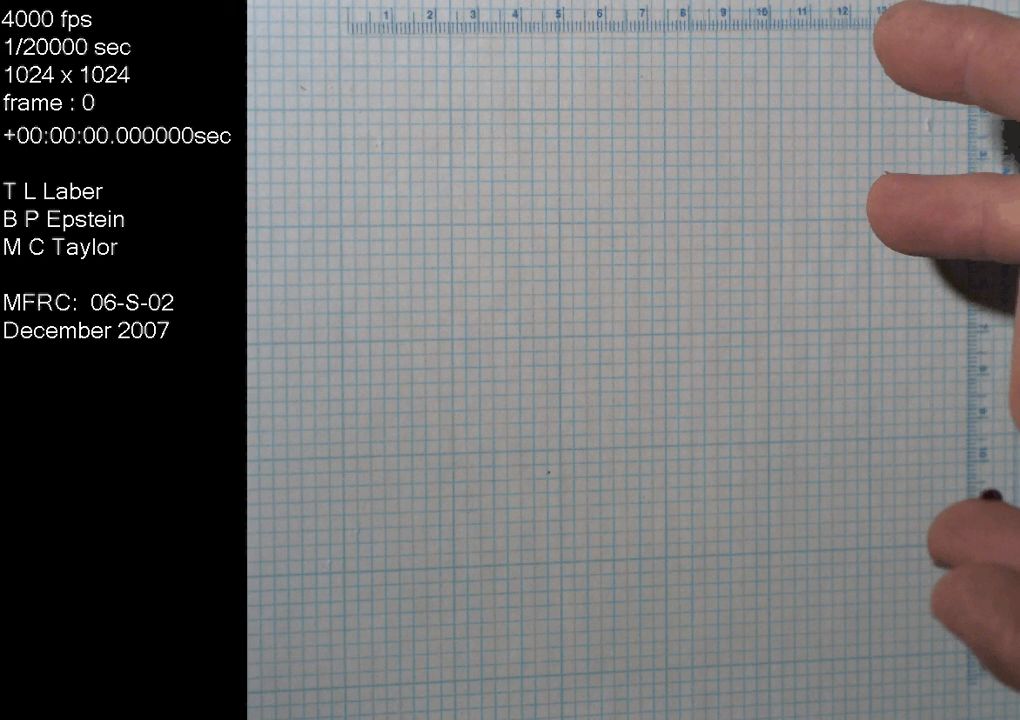 4000 fps
1/20000 sec
1024 x 1024
frame : 0
+00:00:00.000000sec
T L Laber
B P Epstein
M C Taylor
MFRC: 06-S-02
December 2007
1 2 3 4 5 6 7 8 9 10 11 12 13